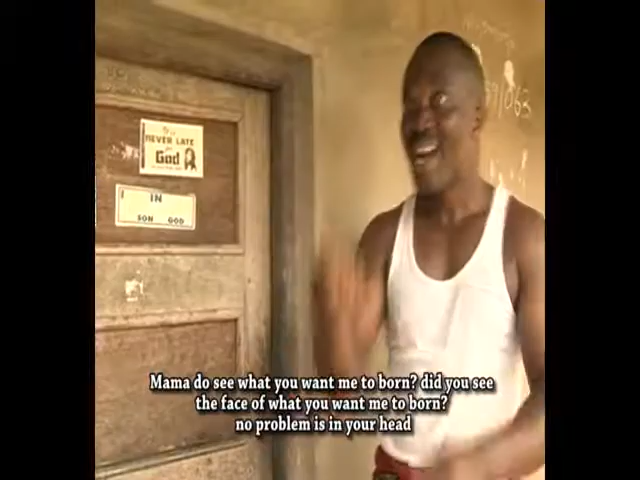 NEVER LATE
God
IN
SON GOD
Mama do see what you want me to born? did you see
the face of what you want me to born?
no problem is in your head